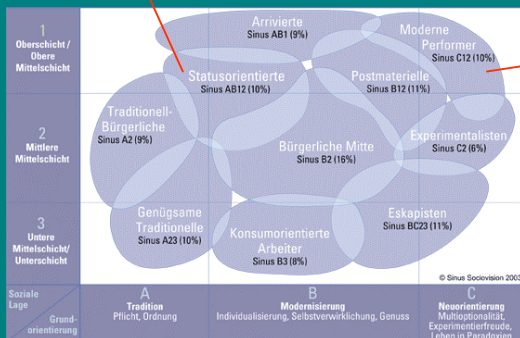 1
Oberschicht /
Obere
Mittelschicht
2
Mittlere
Mittelschicht
3
Untere
Mittelschicht/
Unterschicht
Arrivierte
Sinus AB1 (9%)
Moderne
Performer
Sinus C12 (10%)
Statusorientierte
Sinus AB12 (10%)
Postmaterielle
Sinus B12 (11%)
Traditionell-
Bürgerliche
Sinus A2 (9%)
Bürgerliche Mitte
Sinus B2 (16%)
Experimentalisten
Sinus C2 (6%)
Genügsame
Traditionelle
Sinus A23 (10%)
Konsumorientierte
Arbeiter
Sinus B3 (8%)
Eskapisten
Sinus BC23 (11%)
© Sinus Sociovision 2003
Soziale
Lage
Grund-
orientierung
A
Tradition
Pflicht, Ordnung
B
Modernisierung
Individualisierung, Selbstverwirklichung, Genuss
C
Neuorientierung
Multioptionalität,
Experimentierfreude,
Leben in Paradoxien